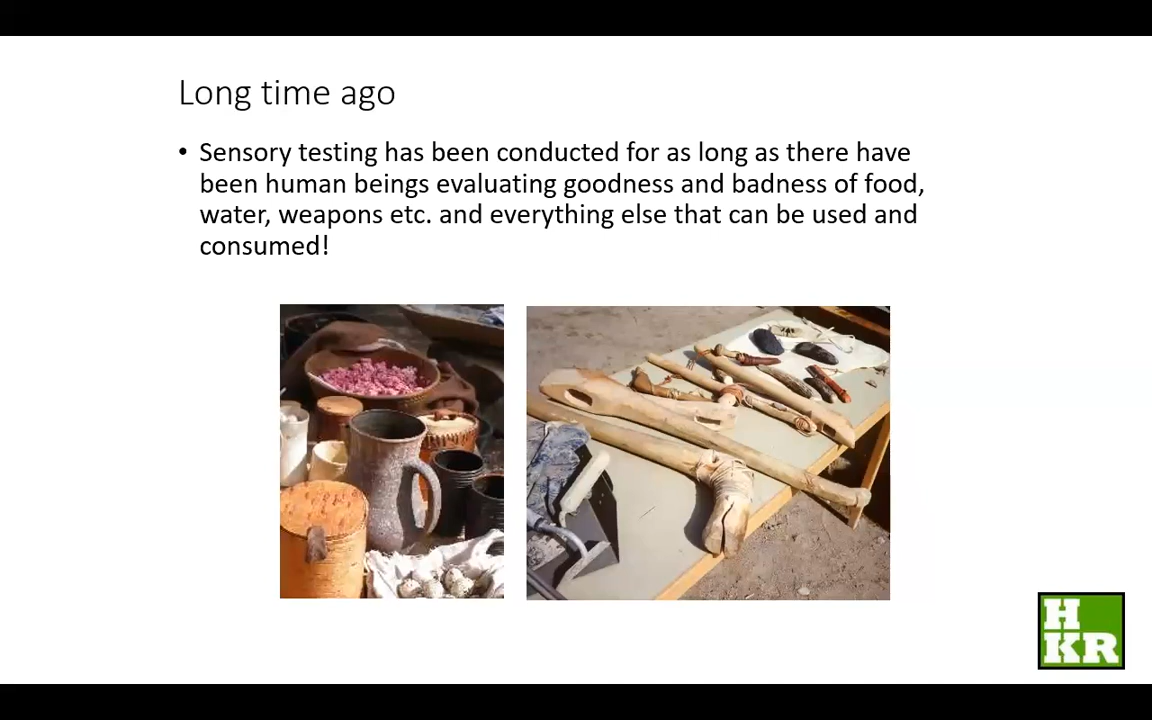 Long time ago
• Sensory testing has been conducted for as long as there have
been human beings evaluating goodness and badness of food,
water, weapons etc. and everything else that can be used and
consumed!
H
KR